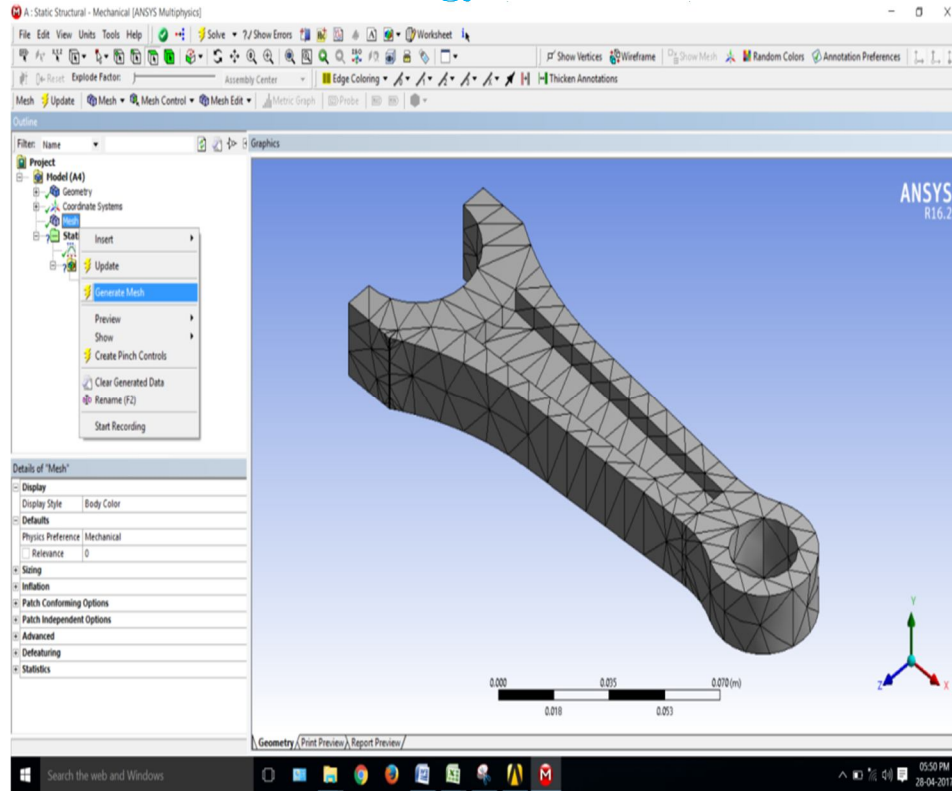 A : Static Structural - Mechanical [ANSYS Multiphysics]
File Edit View Units Tools Help Solve ?/ Show Errors A Worksheet
Show Vertices Wireframe Show Mesh Random Colors Annotation Preferences
Reset Explode Factor: Assembly Center Edge Coloring Thicken Annotations
Mesh Update Mesh Mesh Control Mesh Edit Metric Graph Probe
Outline
Filter: Name
Graphics
Project
Model (A4)
Geometry
Coordinate Systems
Mesh
Stat
Insert
Update
Generate Mesh
Preview
Show
Create Pinch Controls
Clear Generated Data
Rename (F2)
Start Recording
ANSYS
R16.2
Details of "Mesh"
Display
Display Style Body Color
Defaults
Physics Preference Mechanical
Relevance 0
Sizing
Inflation
Patch Conforming Options
Patch Independent Options
Advanced
Defeaturing
Statistics
Y
Z X
0.000 0.035 0.070 (m)
0.018 0.053
Geometry Print Preview Report Preview
Search the web and Windows
05:50 PM
28-04-2017